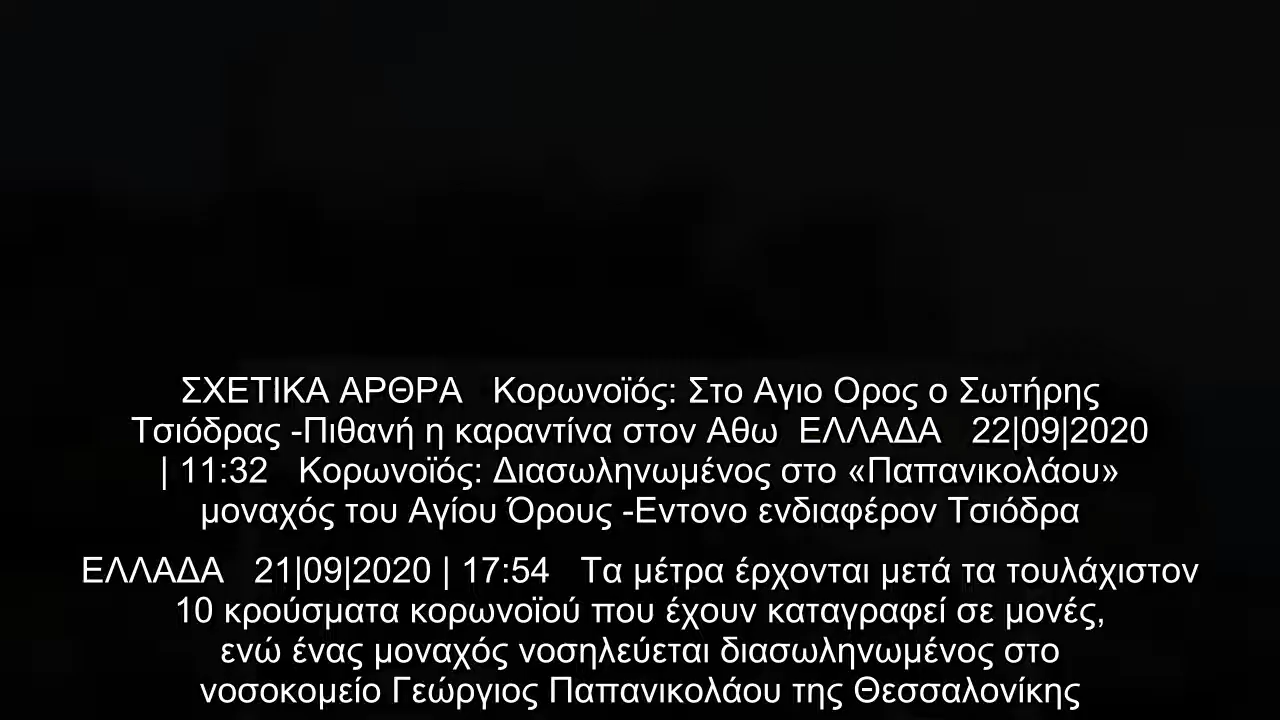 ΣΧΕΤΙΚΑ ΑΡΘΡΑ   Κορωνοϊός: Στο Αγιο Ορος ο Σωτήρης
Τσιόδρας -Πιθανή η καραντίνα στον Αθω  ΕΛΛΑΔΑ   22|09|2020
| 11:32   Κορωνοϊός: Διασωληνωμένος στο «Παπανικολάου»
μοναχός του Αγίου Όρους -Εντονο ενδιαφέρον Τσιόδρα
ΕΛΛΑΔΑ   21|09|2020 | 17:54   Τα μέτρα έρχονται μετά τα τουλάχιστον
10 κρούσματα κορωνοϊού που έχουν καταγραφεί σε μονές,
ενώ ένας μοναχός νοσηλεύεται διασωληνωμένος στο
νοσοκομείο Γεώργιος Παπανικολάου της Θεσσαλονίκης